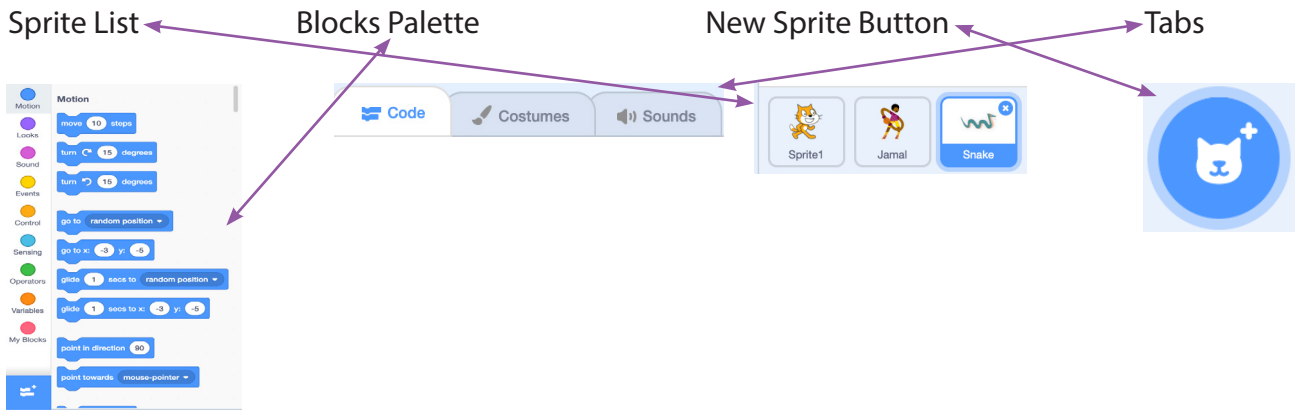 Sprite List
Blocks Palette
New Sprite Button
Tabs
Motion
Looks
Sound
Events
Control
Sensing
Operators
Variables
My Blocks
Motion
move 10 steps
turn 15 degrees
turn 15 degrees
go to random position
go to x: -3 y: -5
glide 1 secs to random position
glide 1 secs to x: -3 y: -5
point in direction 90
point towards mouse-pointer
Code Costumes Sounds
Sprite1 Jamal Snake